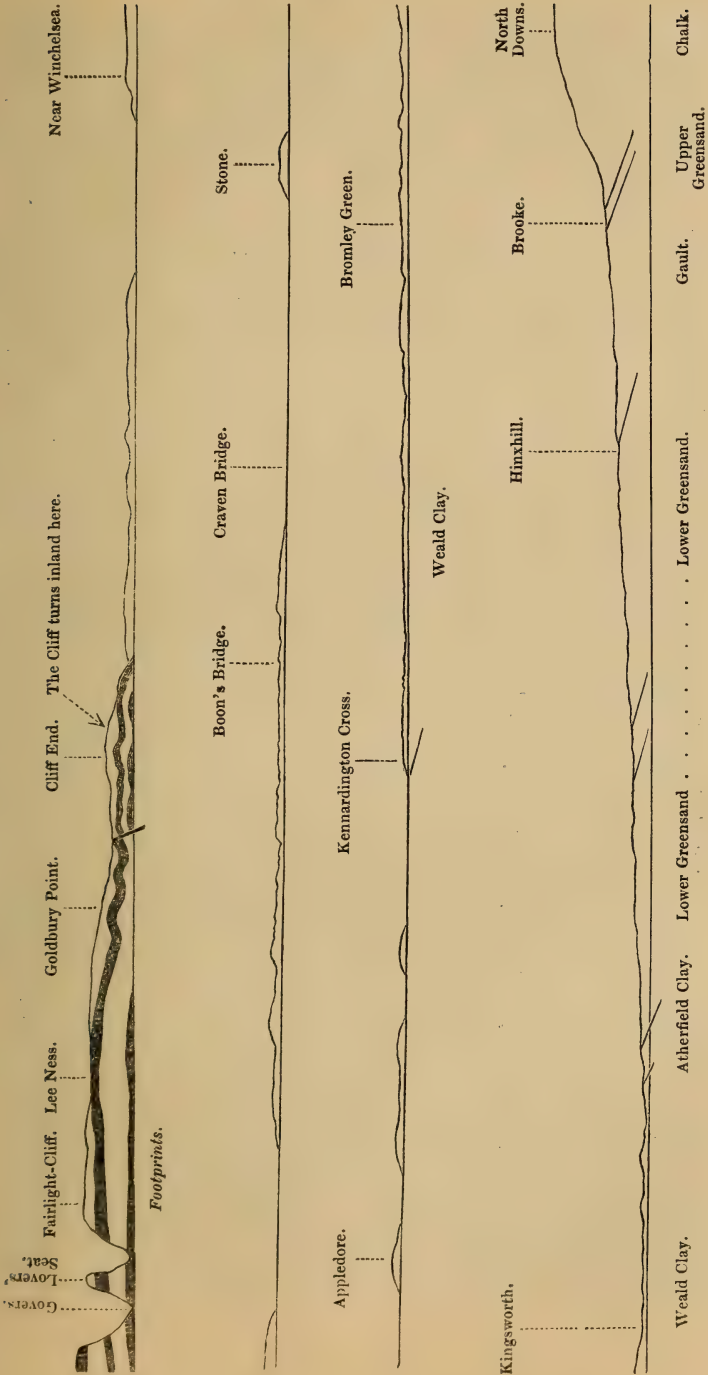 Govers.
Lovers'
Seat.
Fairlight-Cliff.
Lee Ness.
Goldbury Point.
Cliff End.
The Cliff turns inland here.
Near Winchelsea.
Footprints.
Boon's Bridge.
Craven Bridge.
Stone.
Appledore.
Kennardington Cross.
Bromley Green.
Weald Clay.
Kingsworth.
Hinxhill.
Brooke.
North
Downs.
Weald Clay.
Atherfield Clay.
Lower Greensand . . . . . . . . . . Lower Greensand.
Gault.
Upper
Greensand.
Chalk.